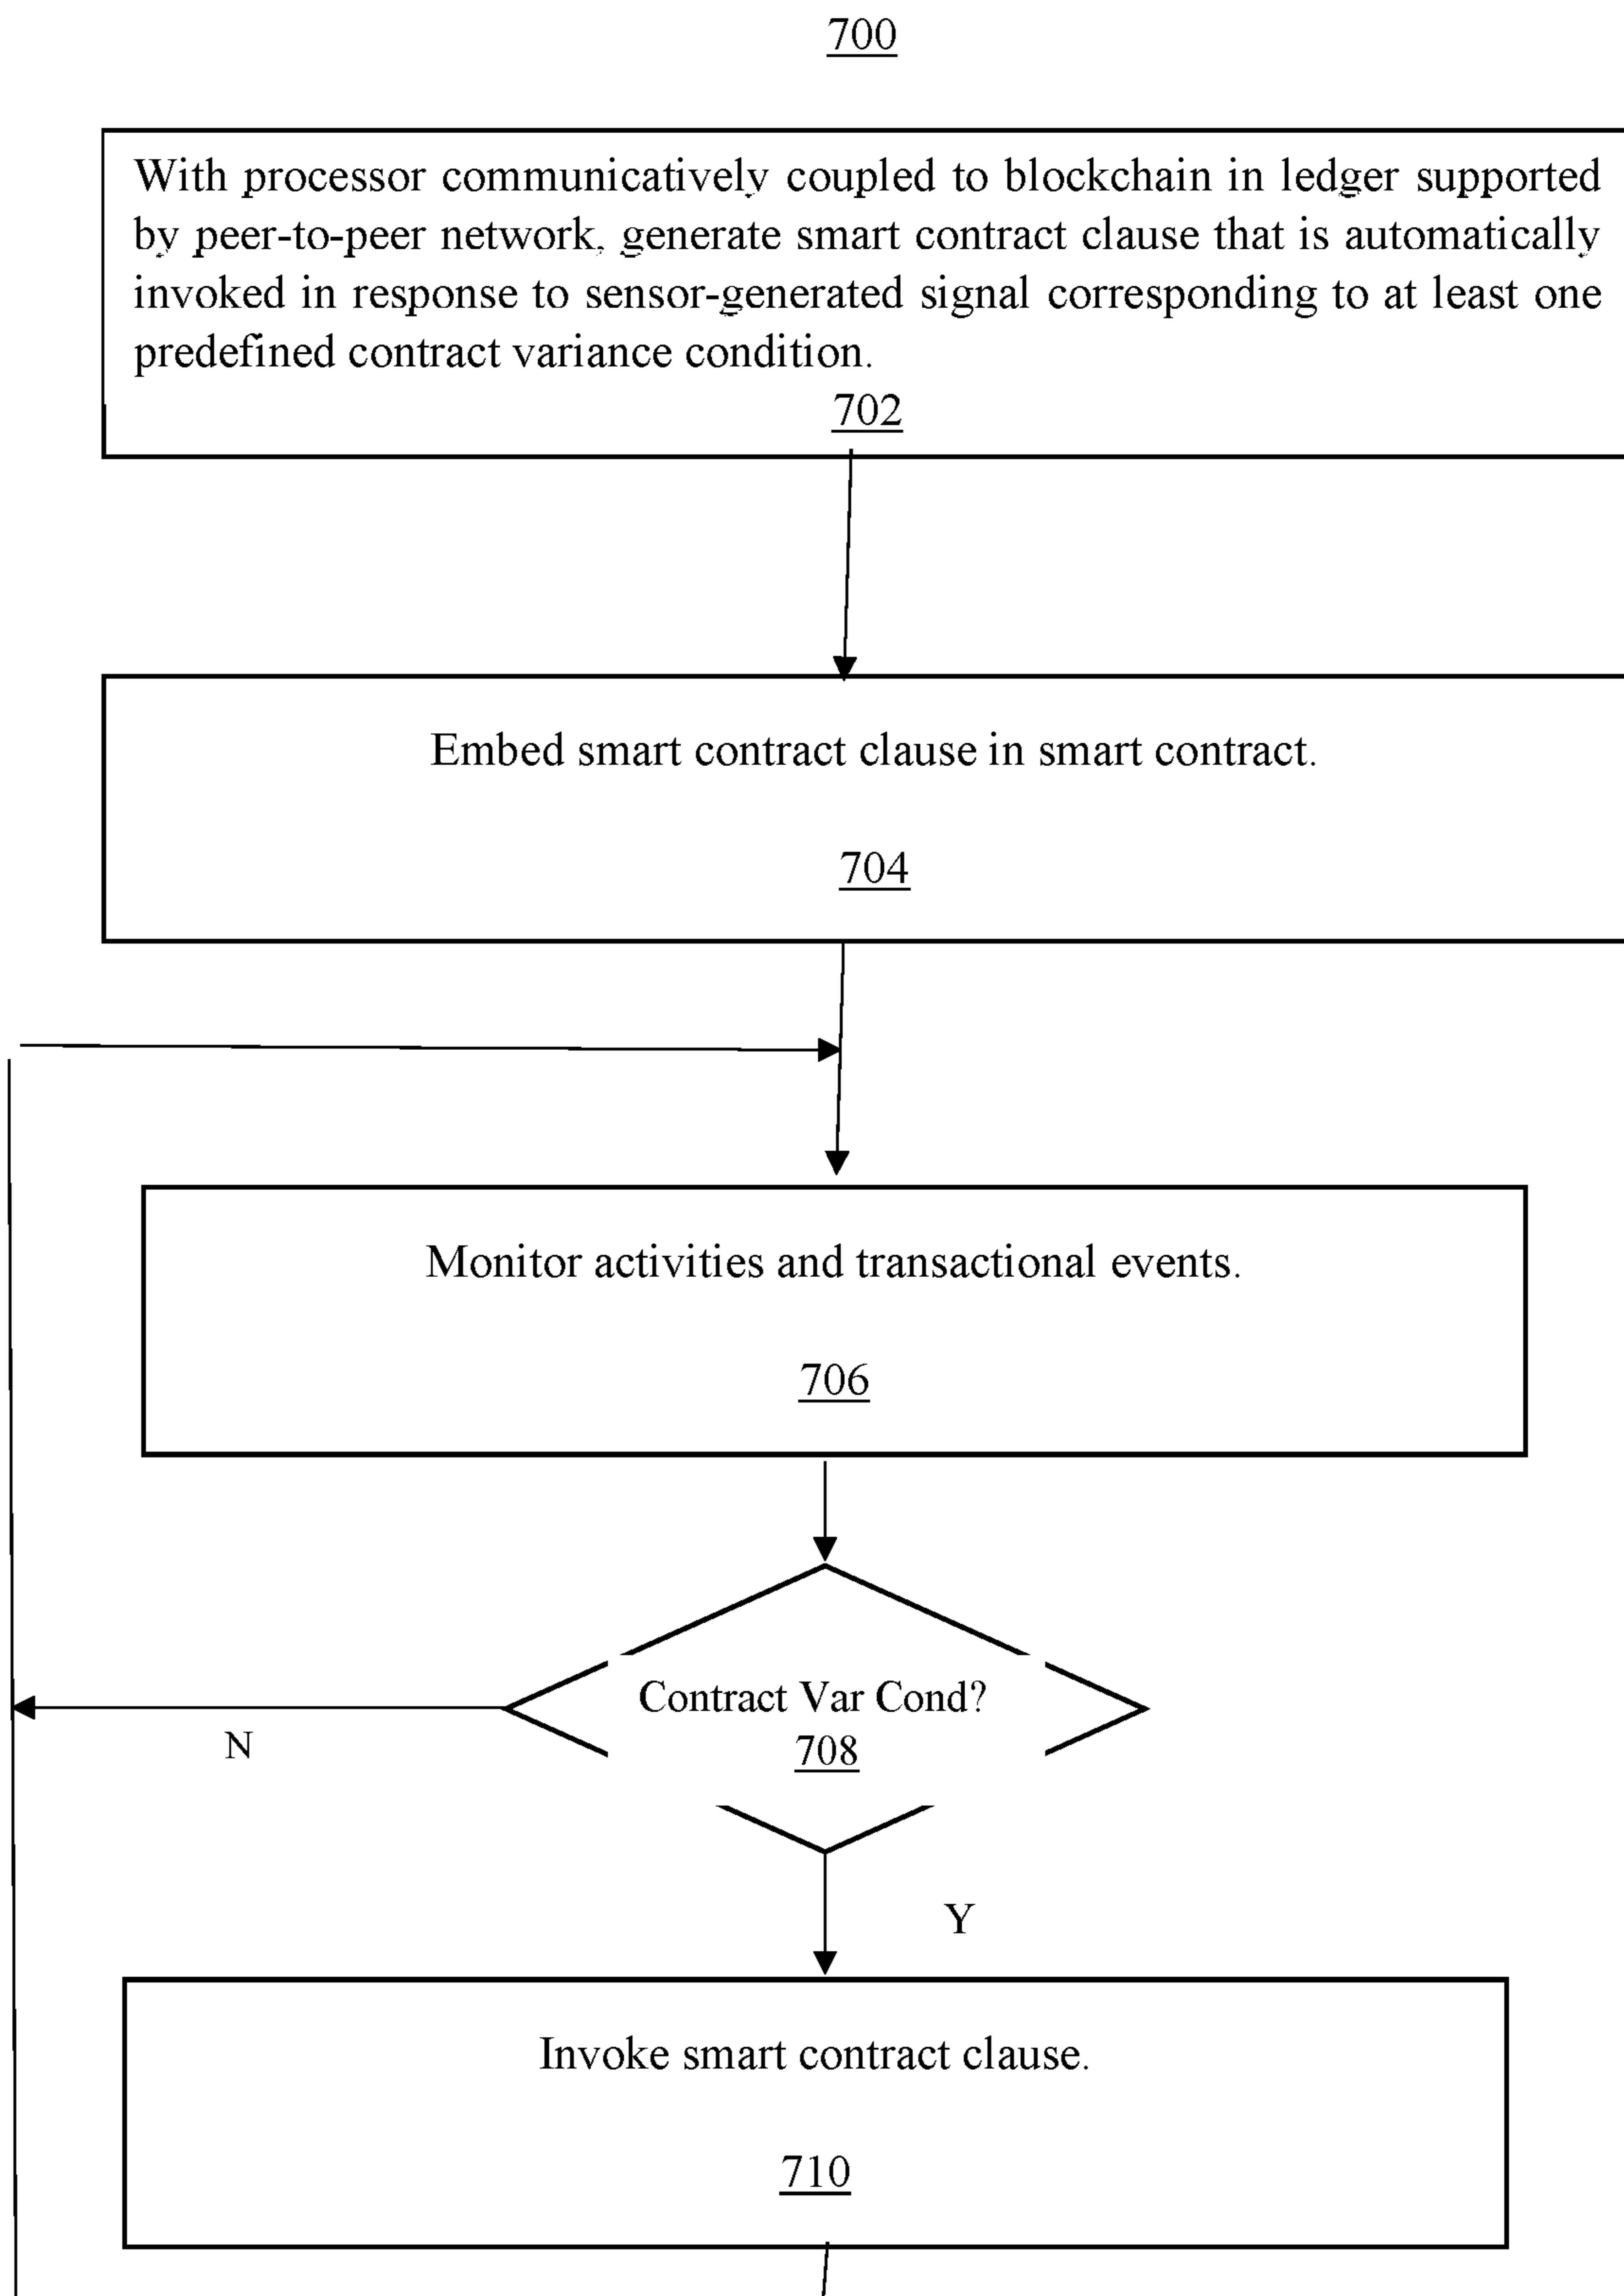 700
With processor communicatively coupled to blockchain in ledger supported
by peer-to-peer network, generate smart contract clause that is automatically
invoked in response to sensor-generated signal corresponding to at least one
predefined contract variance condition.
702
Embed smart contract clause in smart contract.
704
Monitor activities and transactional events.
706
Contract Var Cond?
708
N
Y
Invoke smart contract clause.
710